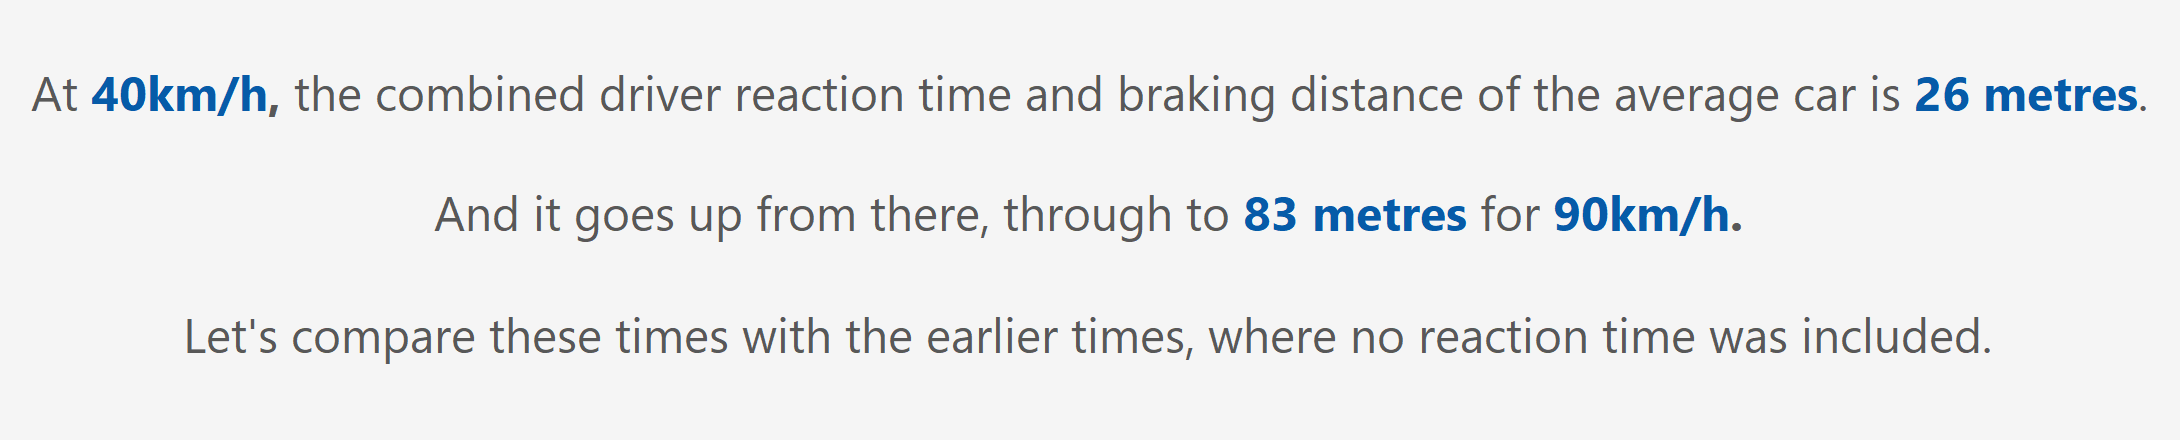 At 40km/h, the combined driver reaction time and braking distance of the average car is 26 metres.
And it goes up from there, through to 83 metres for 90km/h.
Let's compare these times with the earlier times, where no reaction time was included.